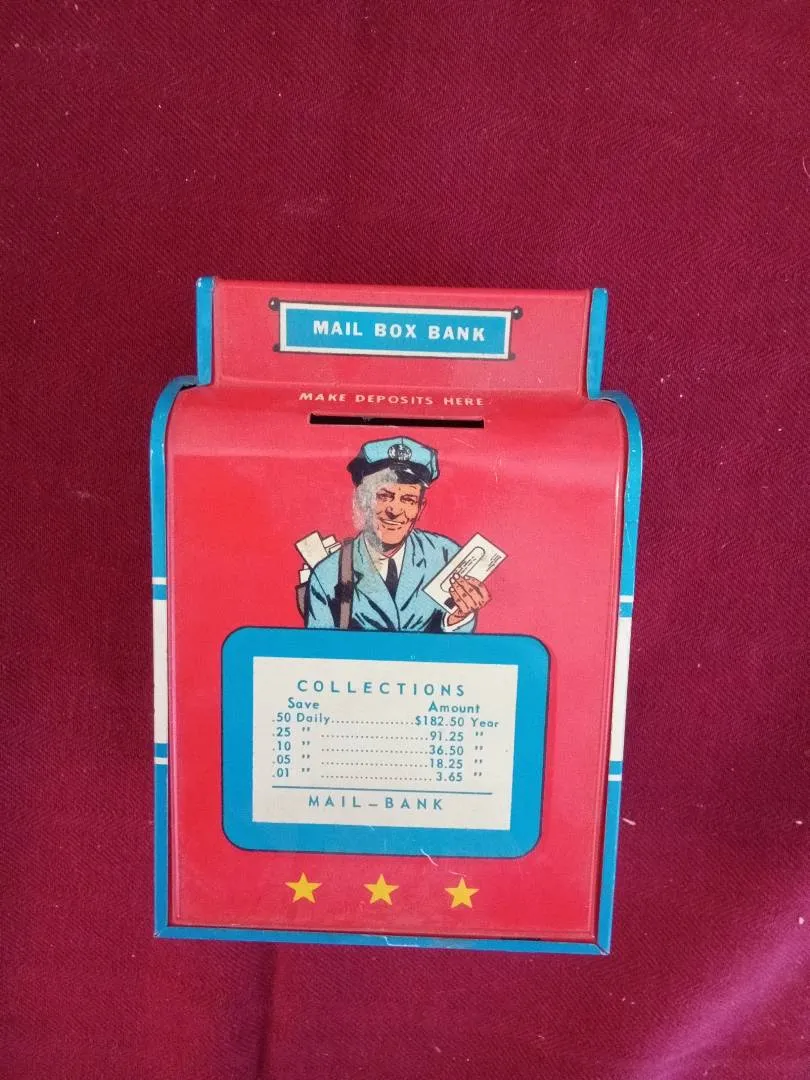 MAIL BOX BANK
MAKE DEPOSITS HERE
COLLECTIONS
Save Amount
.50 Daily..............$182.50 Year
.25 " ..................91.25 "
.10 " ..................36.50 "
.05 " ..................18.25 "
.01 " ..................3.65 "
MAIL-BANK